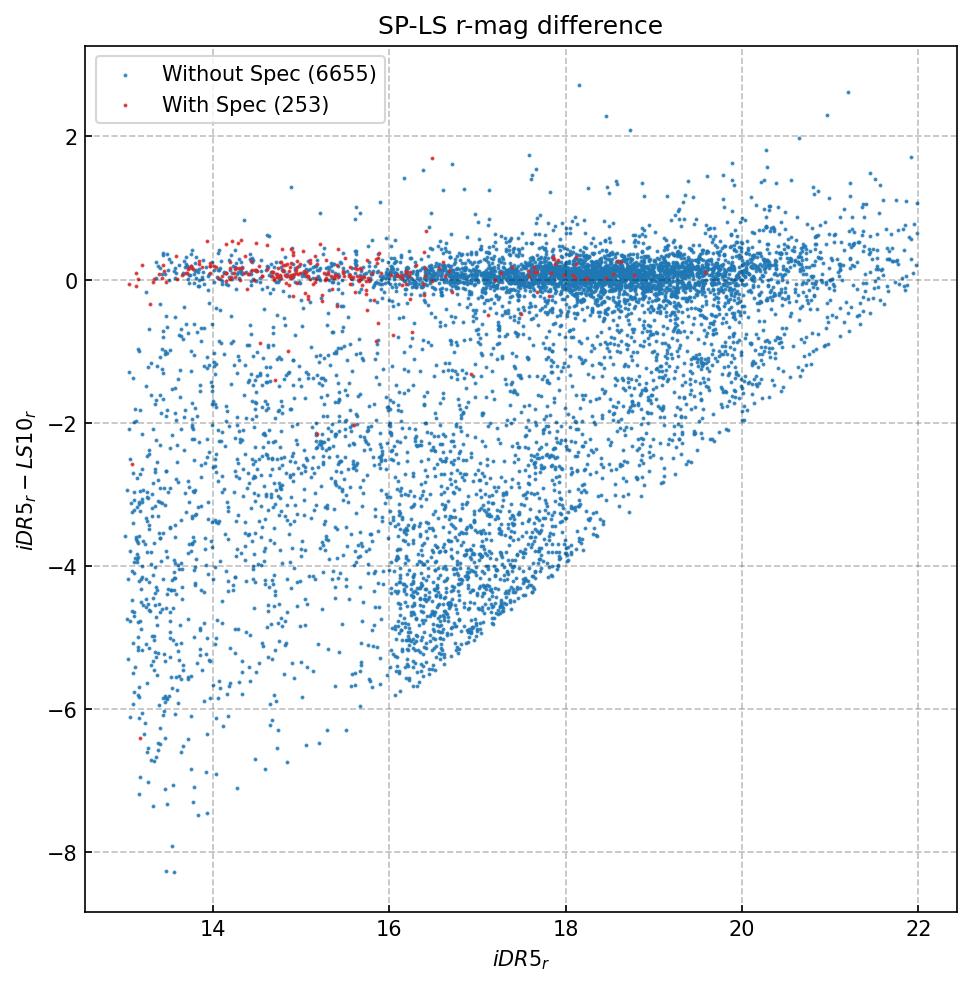 SP-LS r-mag difference
Without Spec (6655)
With Spec (253)
2
0
−2
−4
−6
−8
iDR5r − LS10r
14 16 18 20 22
iDR5r